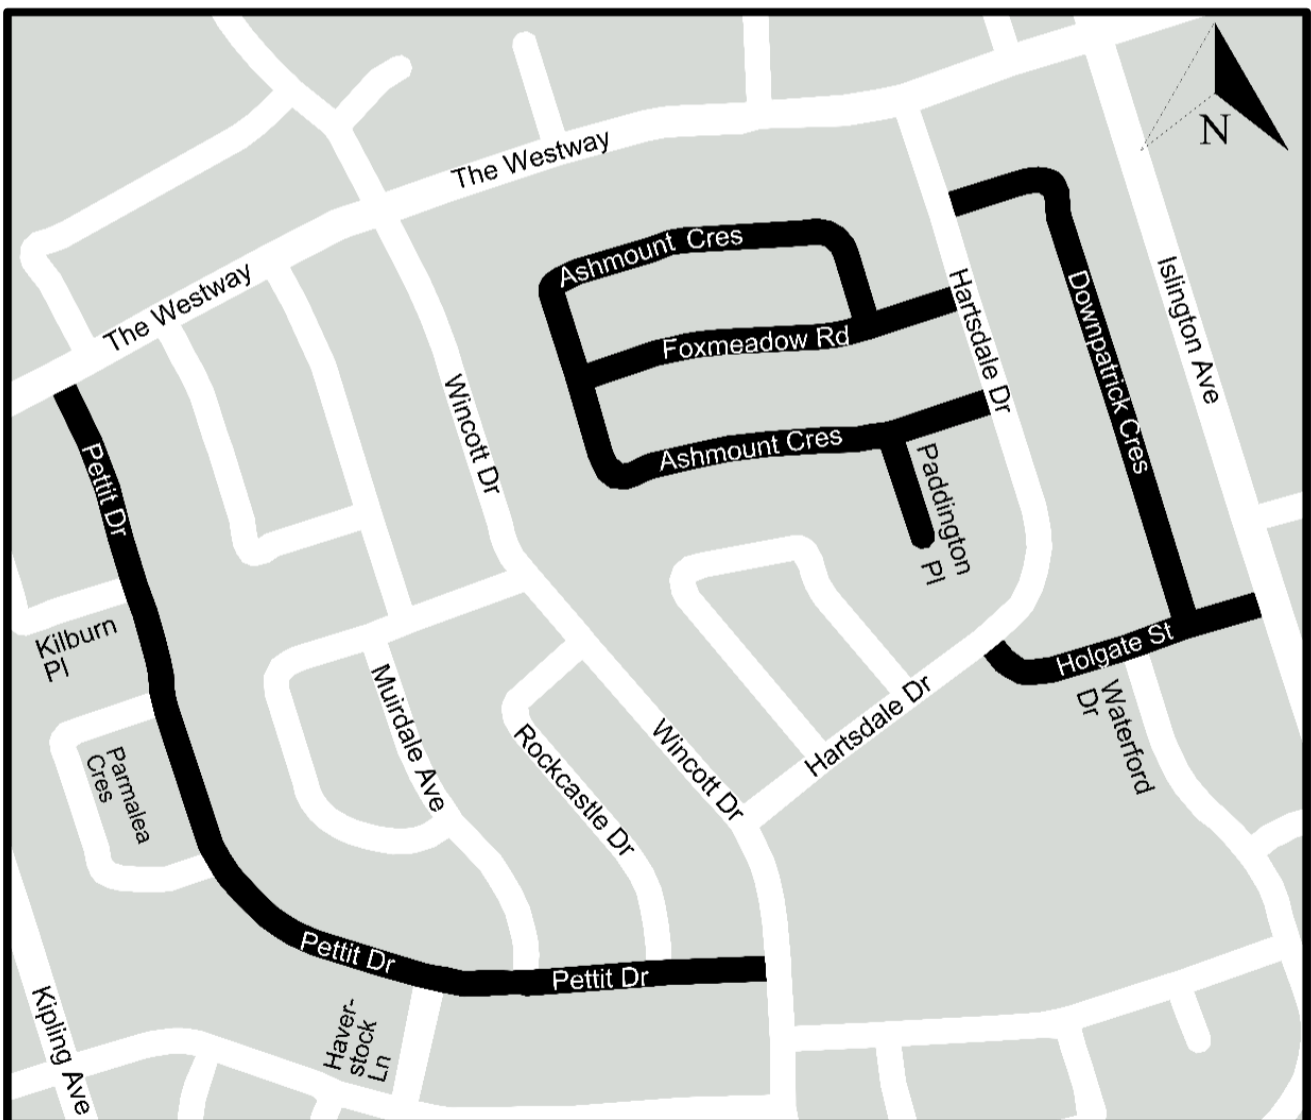 N
The Westway
Ashmount Cres
The Westway
Islington Ave
Hartsdale Dr
Downpatrick Cres
Foxmeadow Rd
Wincott Dr
Ashmount Cres
Pettit Dr
Paddington
Pl
Kilburn
Pl
Holgate St
Waterford
Dr
Muirdale Ave
Hartsdale Dr
Wincott Dr
Rockcastle Dr
Parmalea
Cres
Pettit Dr
Pettit Dr
Kipling Ave
Haver-
stock
Ln